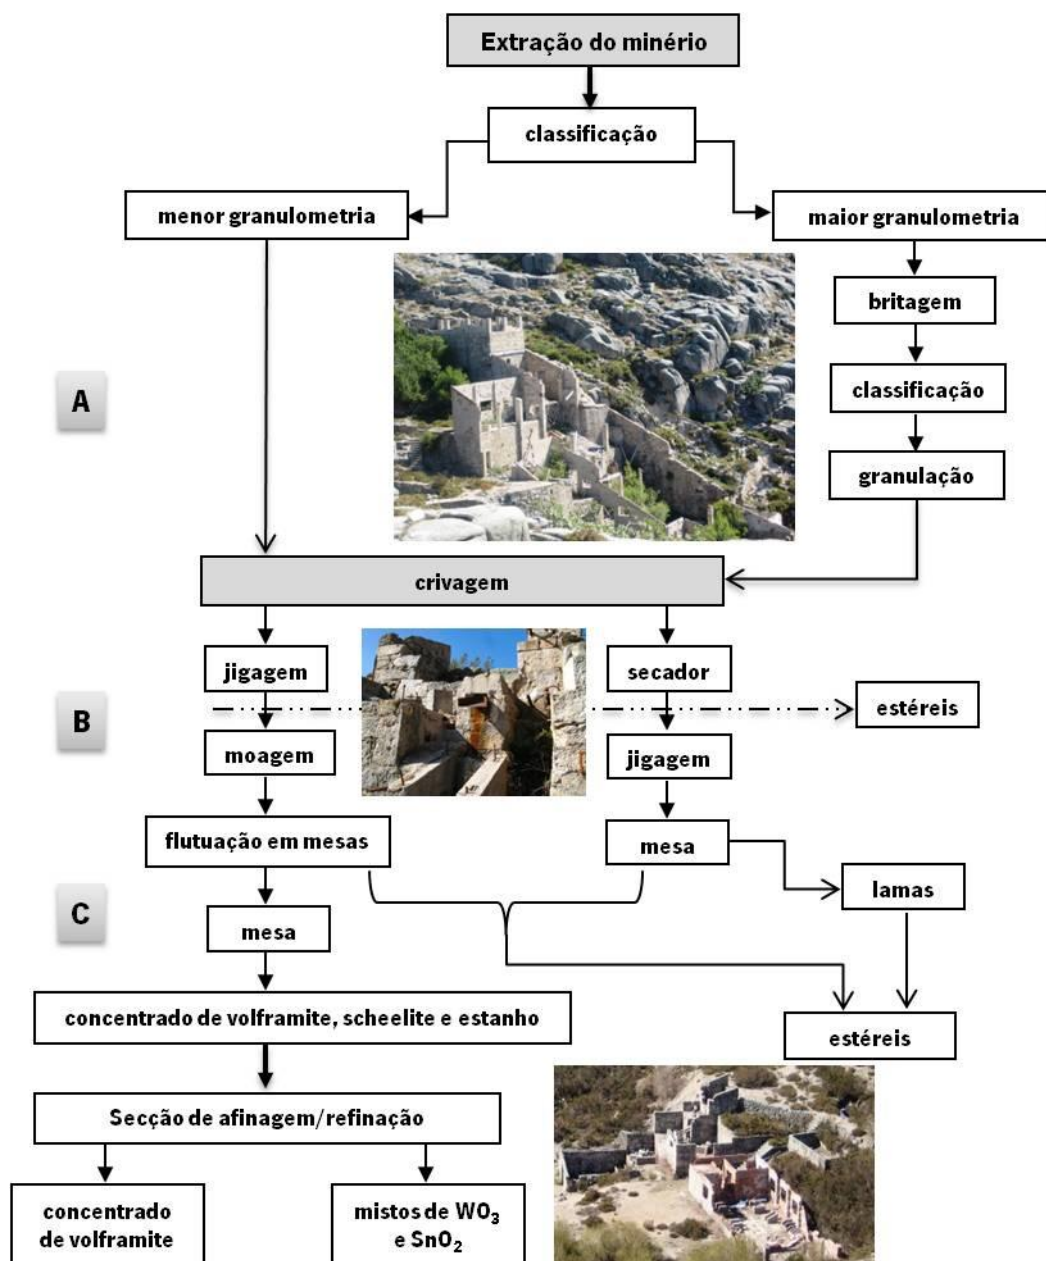 Extração do minério
classificação
menor granulometria
maior granulometria
britagem
A
classificação
granulação
crivagem
jigagem
secador
B
estéreis
moagem
jigagem
flutuação em mesas
mesa
lamas
C
mesa
concentrado de volframite, scheelite e estanho
estéreis
Secção de afinagem/refinação
concentrado
de volframite
mistos de WO₃
e SnO₂